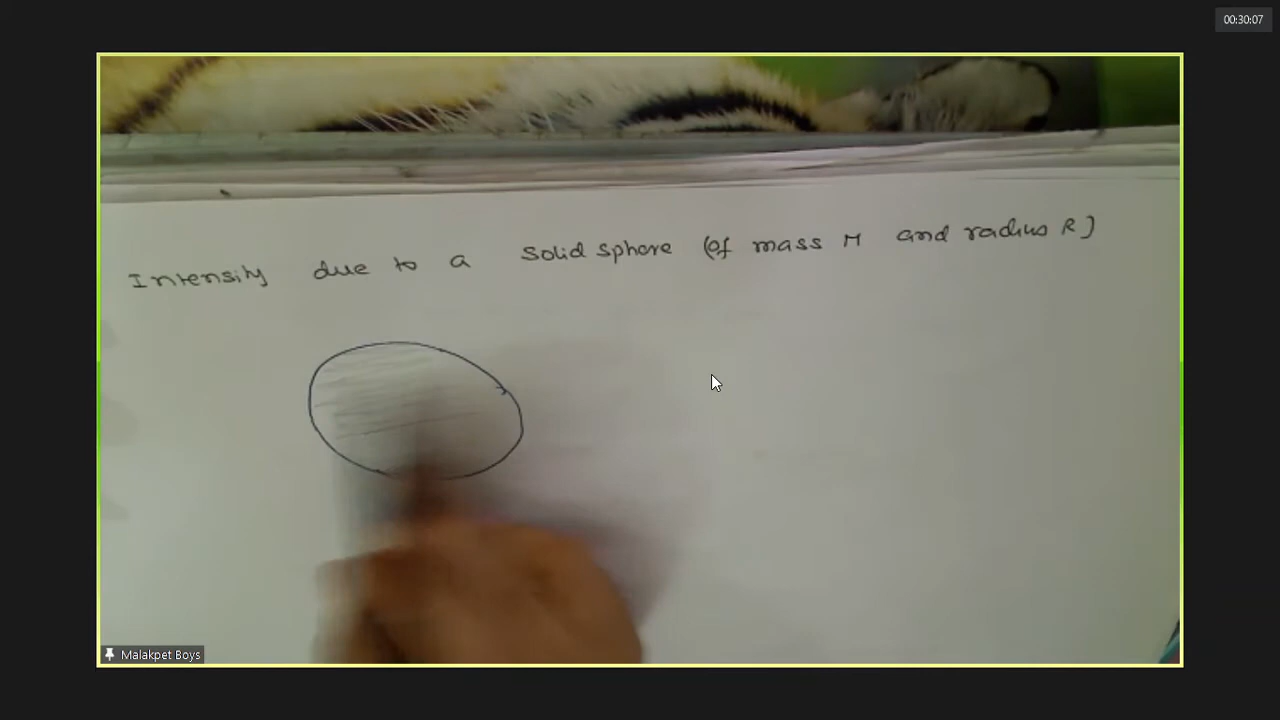 00:30:07
Intensity due to a Solid sphere (of mass M and radius R)
Malakpet Boys